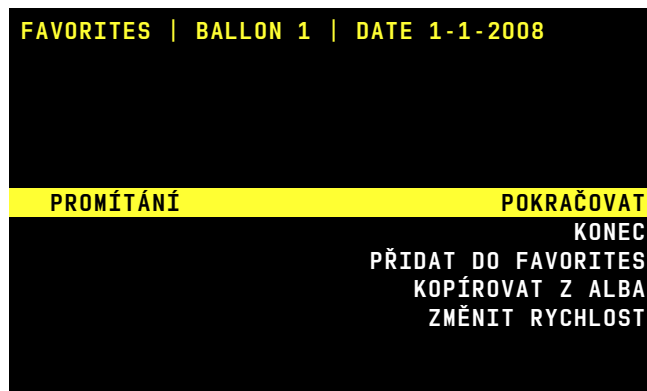 FAVORITES | BALLON 1 | DATE 1-1-2008
PROMÍTÁNÍ POKRAČOVAT
KONEC
PŘIDAT DO FAVORITES
KOPÍROVAT Z ALBA
ZMĚNIT RYCHLOST